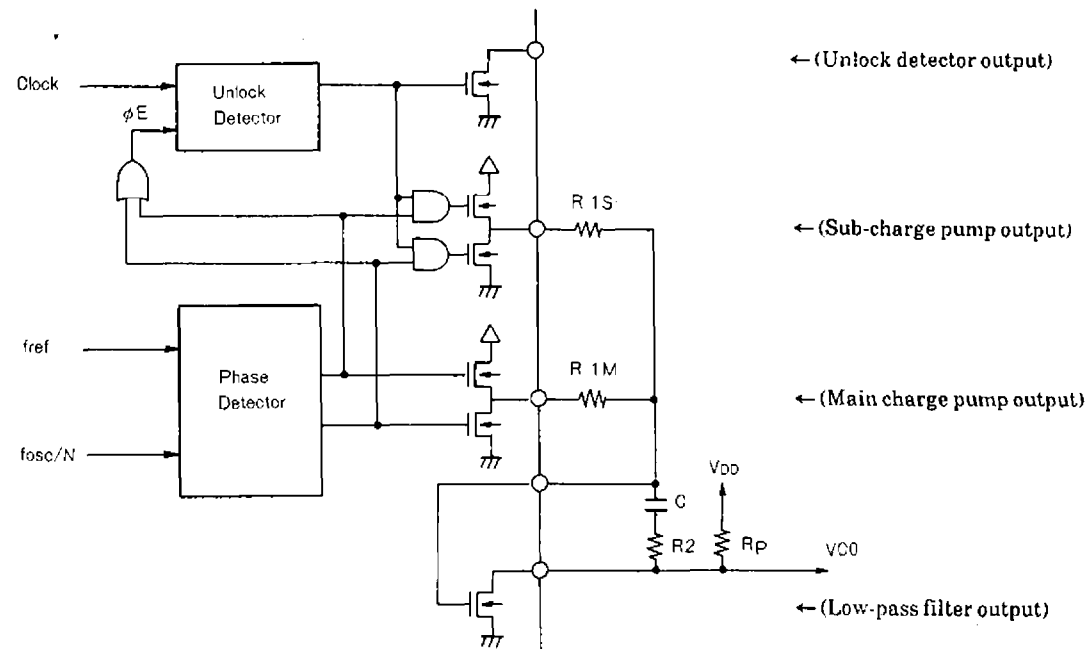 ← (Unlock detector output)
Clock
Unlock
Detector
φE
R 1S
← (Sub-charge pump output)
fref
Phase
Detector
R 1M
← (Main charge pump output)
fosc/N
VDD
C
R2
RP
VCO
← (Low-pass filter output)